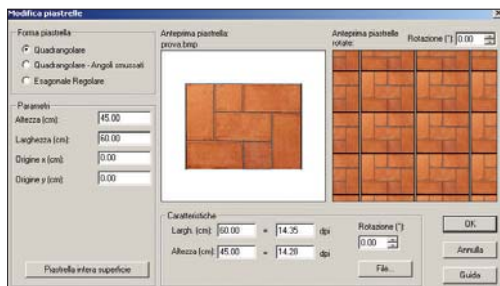 Modifica piastrelle
Forma piastrella
Quadrangolare
Quadrangolare - Angoli smussati
Esagonale Regolare
Parametri
Altezza (cm): 45.00
Larghezza (cm): 60.00
Origine x (cm): 0.00
Origine y (cm): 0.00
Piastrella intera superficie
Anteprima piastrella:
prova.bmp
Anteprima piastrelle
rotate:
Rotazione (°): 0.00
Caratteristiche
Largh. (cm): 60.00 = 14.35 dpi
Altezza (cm): 45.00 = 14.28 dpi
Rotazione (°):
0.00
File...
OK
Annulla
Guida